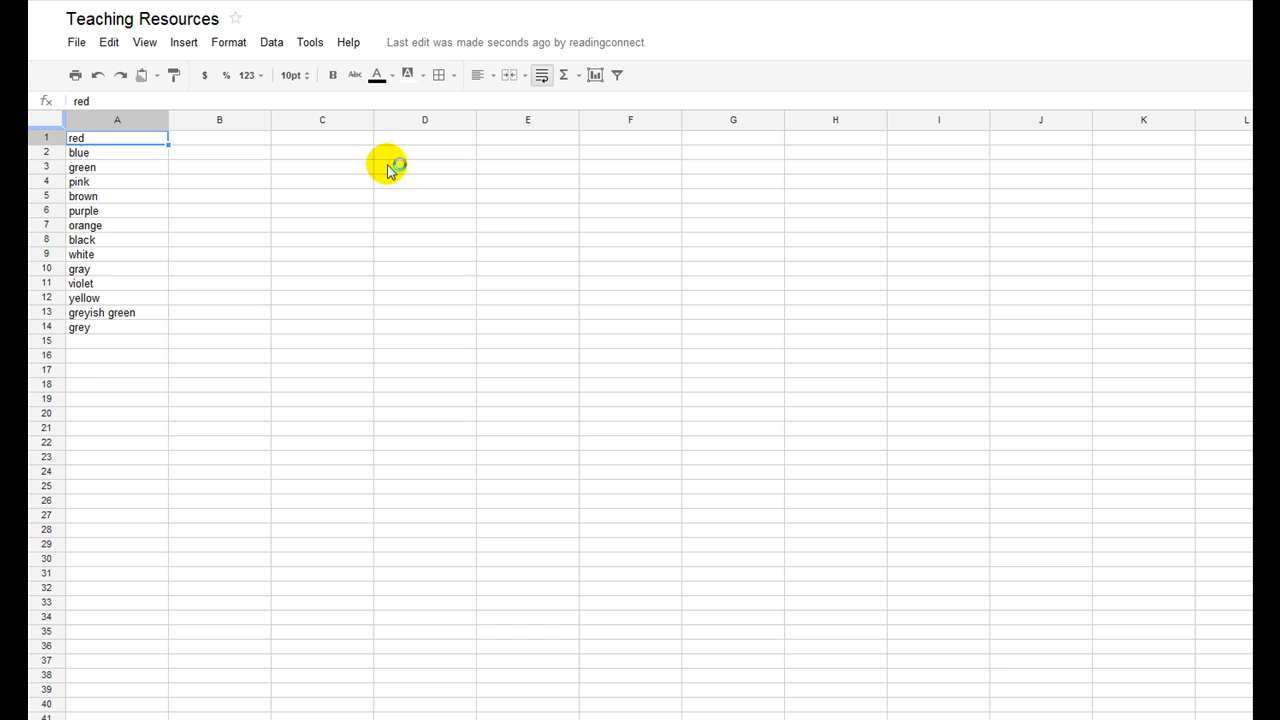 Teaching Resources
File Edit View Insert Format Data Tools Help Last edit was made seconds ago by readingconnect
$ % 123 10pt B Abc A A Σ
fx red
A B C D E F G H I J K L
1 red
2 blue
3 green
4 pink
5 brown
6 purple
7 orange
8 black
9 white
10 gray
11 violet
12 yellow
13 greyish green
14 grey
15
16
17
18
19
20
21
22
23
24
25
26
27
28
29
30
31
32
33
34
35
36
37
38
39
40
41